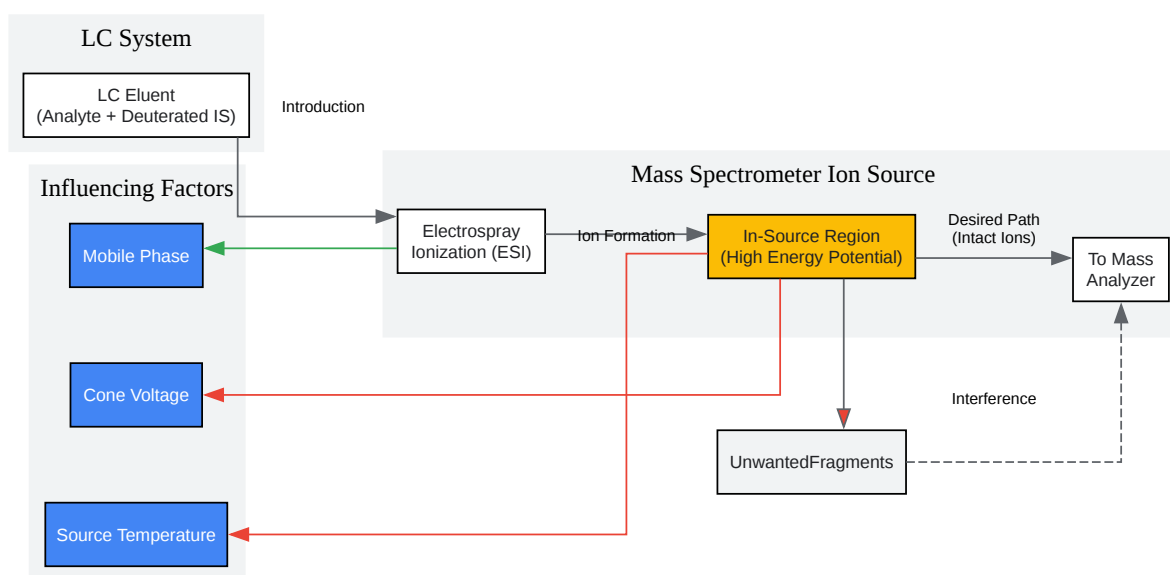 LC System
LC Eluent
(Analyte + Deuterated IS)
Introduction
Influencing Factors
Mobile Phase
Cone Voltage
Source Temperature
Mass Spectrometer Ion Source
Electrospray
Ionization (ESI)
Ion Formation
In-Source Region
(High Energy Potential)
Desired Path
(Intact Ions)
To Mass
Analyzer
Interference
UnwantedFragments